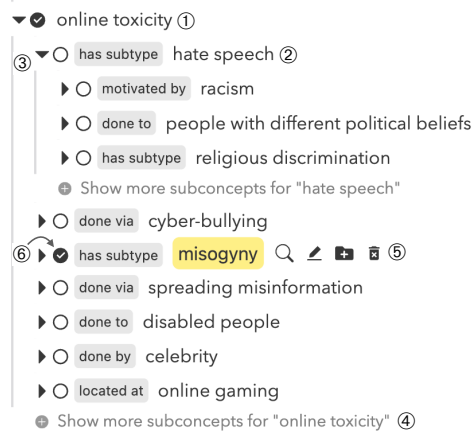 online toxicity ①
has subtype hate speech ②
③
motivated by racism
done to people with different political beliefs
has subtype religious discrimination
Show more subconcepts for "hate speech"
done via cyber-bullying
⑥ has subtype misogyny ⑤
done via spreading misinformation
done to disabled people
done by celebrity
located at online gaming
Show more subconcepts for "online toxicity" ④